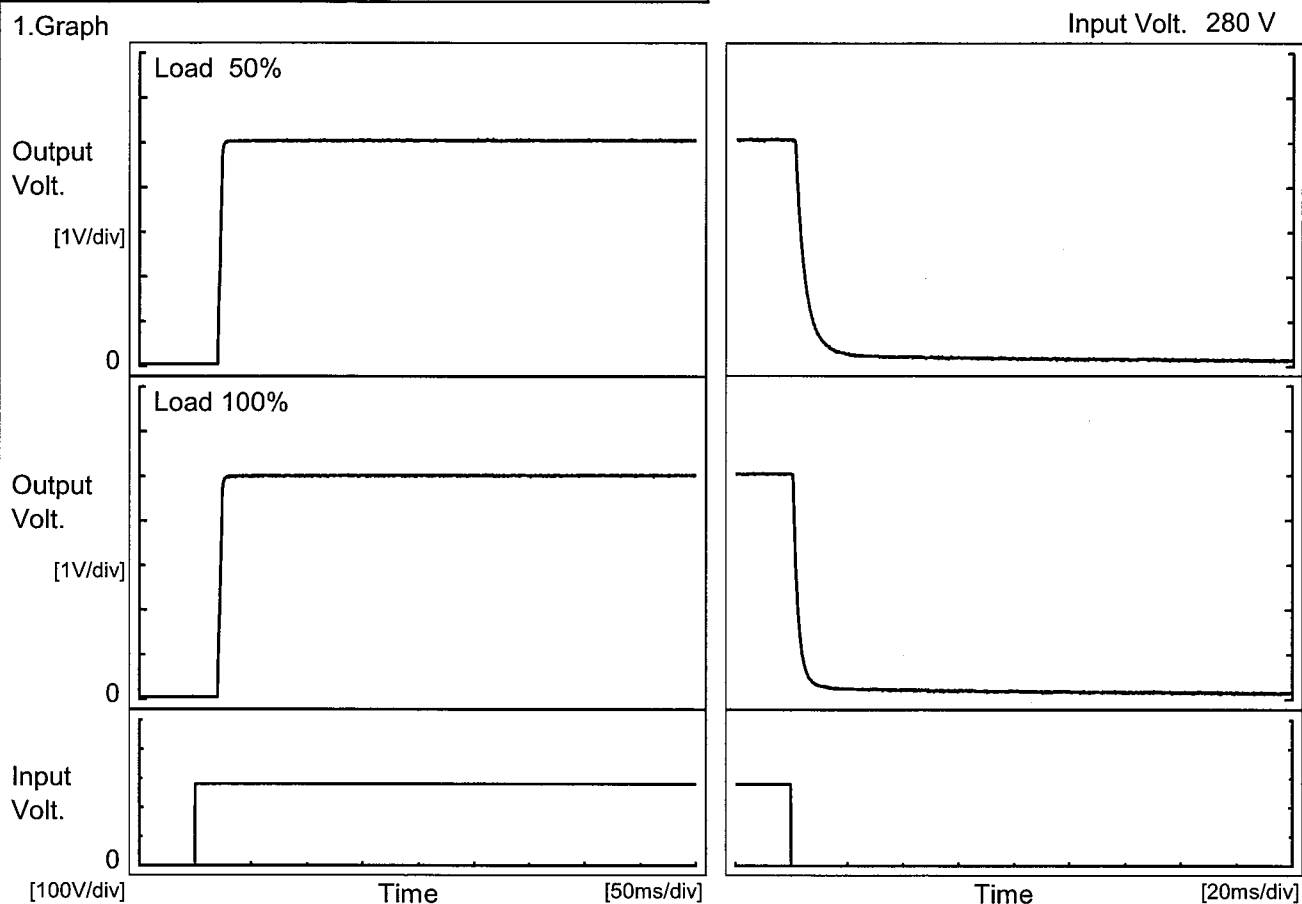 1.Graph
Input Volt. 280 V
Load 50%
Output
Volt.
[1V/div]
0
Load 100%
Output
Volt.
[1V/div]
0
Input
Volt.
0
[100V/div]
Time
[50ms/div]
Time
[20ms/div]